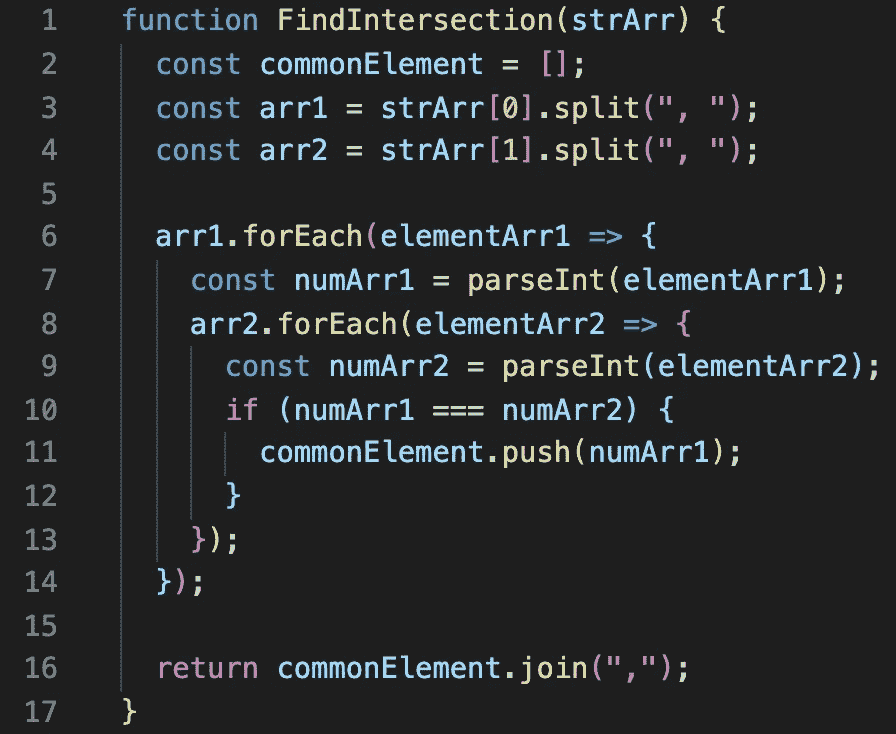 1 function FindIntersection(strArr) {
2 const commonElement = [];
3 const arr1 = strArr[0].split(", ");
4 const arr2 = strArr[1].split(", ");
5
6 arr1.forEach(elementArr1 => {
7 const numArr1 = parseInt(elementArr1);
8 arr2.forEach(elementArr2 => {
9 const numArr2 = parseInt(elementArr2);
10 if (numArr1 === numArr2) {
11 commonElement.push(numArr1);
12 }
13 });
14 });
15
16 return commonElement.join(",");
17 }